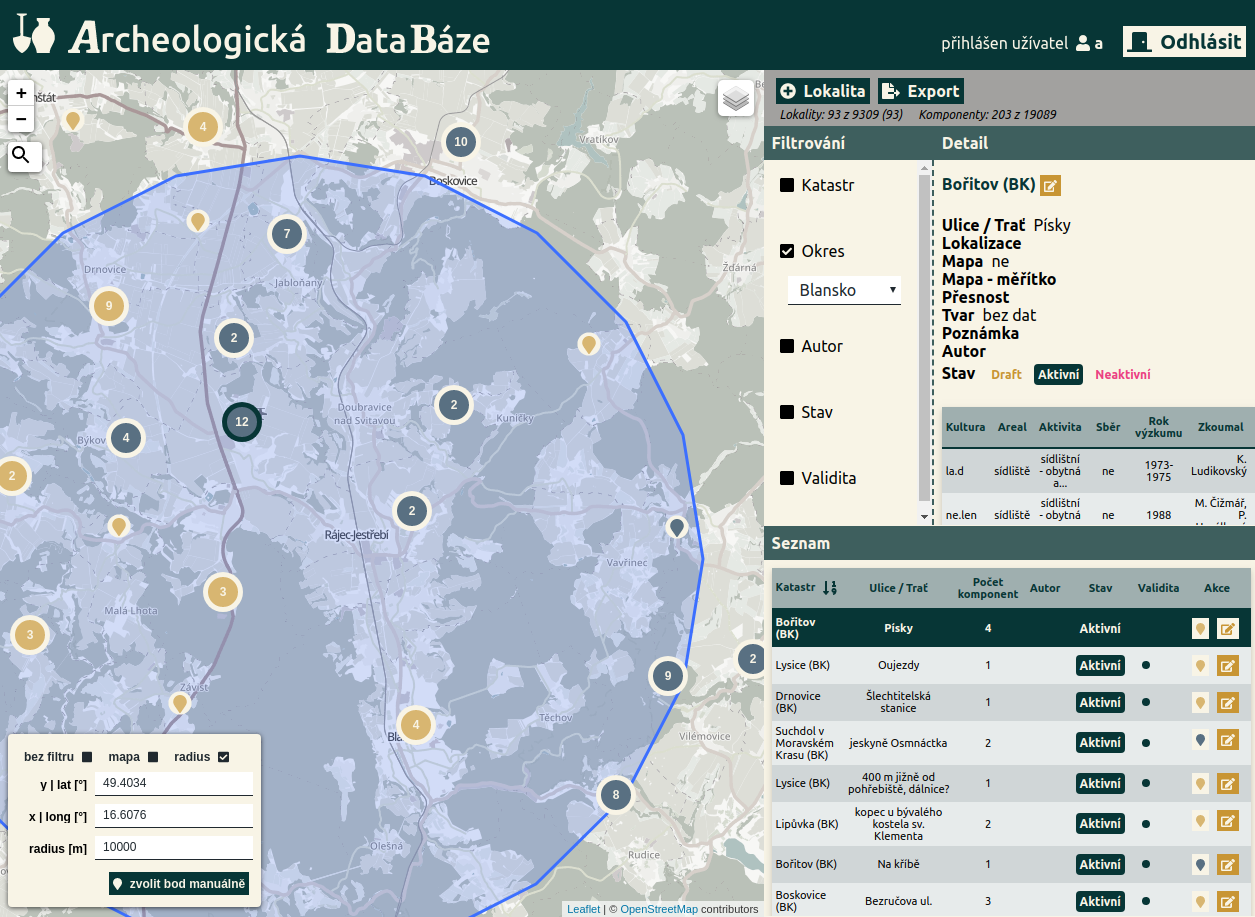 Archeologická DataBáze
přihlášen uživatel a
Odhlásit
+
−
Lokalita
Export
Lokality: 93 z 9309 (93) Komponenty: 203 z 19089
Filtrování
Detail
Katastr
Okres
Blansko
Autor
Stav
Validita
Bořitov (BK)
Ulice / Trať Písky
Lokalizace
Mapa ne
Mapa - měřítko
Přesnost
Tvar bez dat
Poznámka
Autor
Stav Draft Aktivní Neaktivní
Kultura Areal Aktivita Sběr Rok výzkumu Zkoumal
la.d sídliště sídlištní - obytná a... ne 1973-1975 K. Ludikovský
ne.len sídliště sídlištní - obytná ne 1988 M. Čižmář, P.
Seznam
Katastr Ulice / Trať Počet komponent Autor Stav Validita Akce
Bořitov (BK) Písky 4 Aktivní
Lysice (BK) Oujezdy 1 Aktivní
Drnovice (BK) Šlechtitelská stanice 1 Aktivní
Suchdol v Moravském Krasu (BK) jeskyně Osmnáctka 2 Aktivní
Lysice (BK) 400 m jižně od pohřebiště, dálnice? 1 Aktivní
Lipůvka (BK) kopec u bývalého kostela sv. Klementa 2 Aktivní
Bořitov (BK) Na kříbě 1 Aktivní
Boskovice (BK) Bezručova ul. 3 Aktivní
4
10
Vratíkov
Boskovice
7
Drnovice
Jabloňany
Ždárná
9
2
2
Doubravice
nad Svitavou
Kuničky
12
4
Býkov
2
2
Rájec-Jestřebí
Vavřinec
3
Malá Lhota
3
2
9
Závist
Těchov
4
Vilémovice
8
Olešná
Rudice
bez filtru mapa radius
y | lat [°] 49.4034
x | long [°] 16.6076
radius [m] 10000
zvolit bod manuálně
Leaflet | © OpenStreetMap contributors